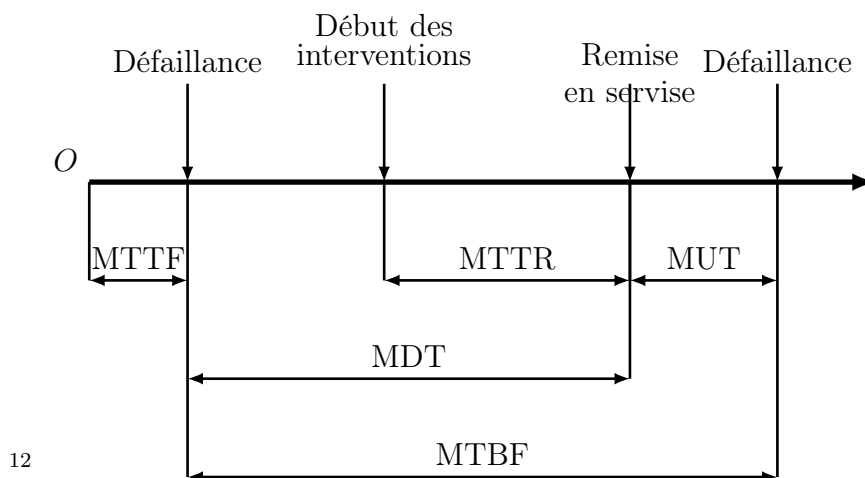 Début des
interventions
Défaillance
Remise
en servise
Défaillance
O
MTTF
MTTR
MUT
MDT
MTBF
12